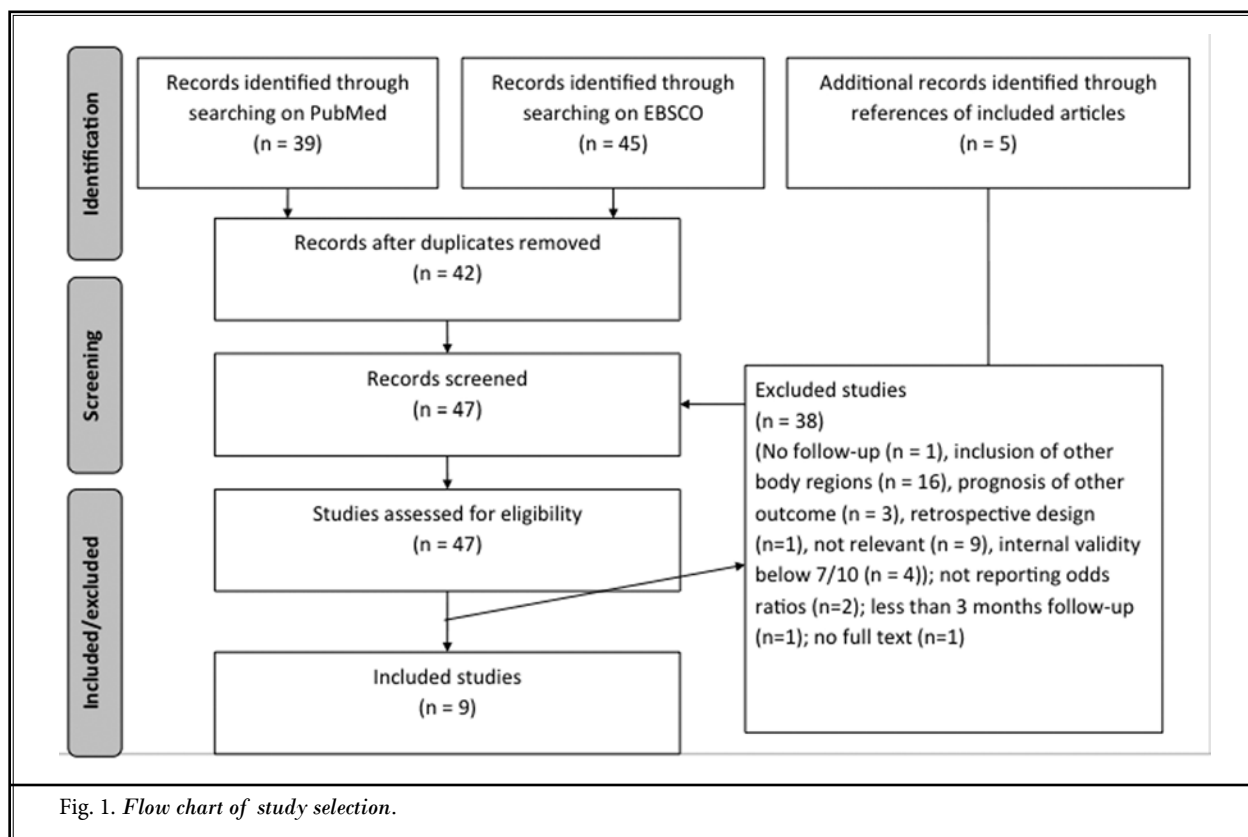 Identification
Records identified through
searching on PubMed
(n = 39)
Records identified through
searching on EBSCO
(n = 45)
Additional records identified through
references of included articles
(n = 5)
Records after duplicates removed
(n = 42)
Screening
Records screened
(n = 47)
Excluded studies
(n = 38)
(No follow-up (n = 1), inclusion of other
body regions (n = 16), prognosis of other
outcome (n = 3), retrospective design
(n=1), not relevant (n = 9), internal validity
below 7/10 (n = 4)); not reporting odds
ratios (n=2); less than 3 months follow-up
(n=1); no full text (n=1)
Included/excluded
Studies assessed for eligibility
(n = 47)
Included studies
(n = 9)
Fig. 1. Flow chart of study selection.